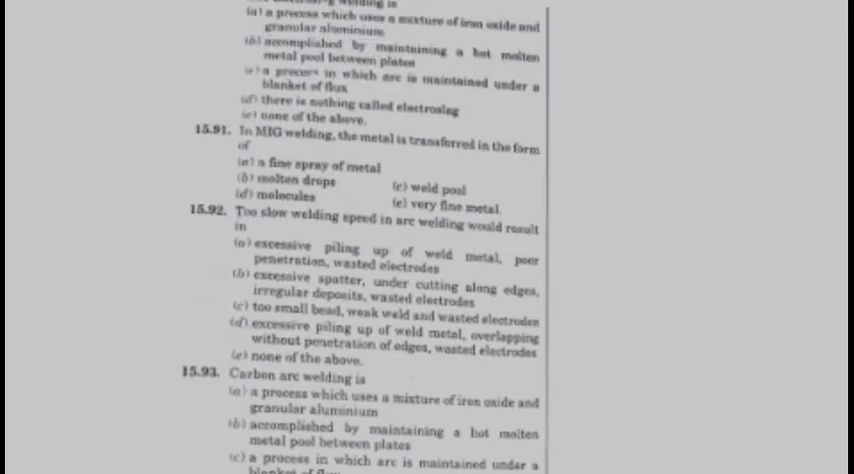 welding is
(a) a process which uses a mixture of iron oxide and
granular aluminium
(b) accomplished by maintaining a hot molten
metal pool between plates
(c) a process in which arc is maintained under a
blanket of flux
(d) there is nothing called electroslag
(e) none of the above.
15.91. In MIG welding, the metal is transferred in the form
of
(a) a fine spray of metal
(b) molten drops (c) weld pool
(d) molecules (e) very fine metal.
15.92. Too slow welding speed in arc welding would result
in
(a) excessive piling up of weld metal, poor
penetration, wasted electrodes
(b) excessive spatter, under cutting along edges,
irregular deposits, wasted electrodes
(c) too small bead, weak weld and wasted electrodes
(d) excessive piling up of weld metal, overlapping
without penetration of edges, wasted electrodes
(e) none of the above.
15.93. Carbon arc welding is
(a) a process which uses a mixture of iron oxide and
granular aluminium
(b) accomplished by maintaining a hot molten
metal pool between plates
(c) a process in which arc is maintained under a
blanket of flux